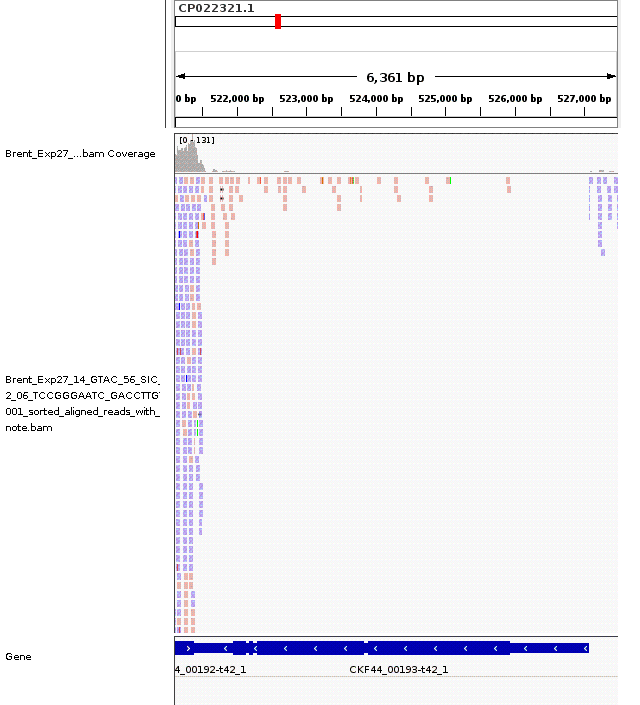 CP022321.1
6,361 bp
0 bp 522,000 bp 523,000 bp 524,000 bp 525,000 bp 526,000 bp 527,000 bp
[0 - 131]
Brent_Exp27_...bam Coverage
Brent_Exp27_14_GTAC_56_SIC_
2_06_TCCGGGAATC_GACCTTGT
001_sorted_aligned_reads_with_
note.bam
Gene
4_00192-t42_1 CKF44_00193-t42_1